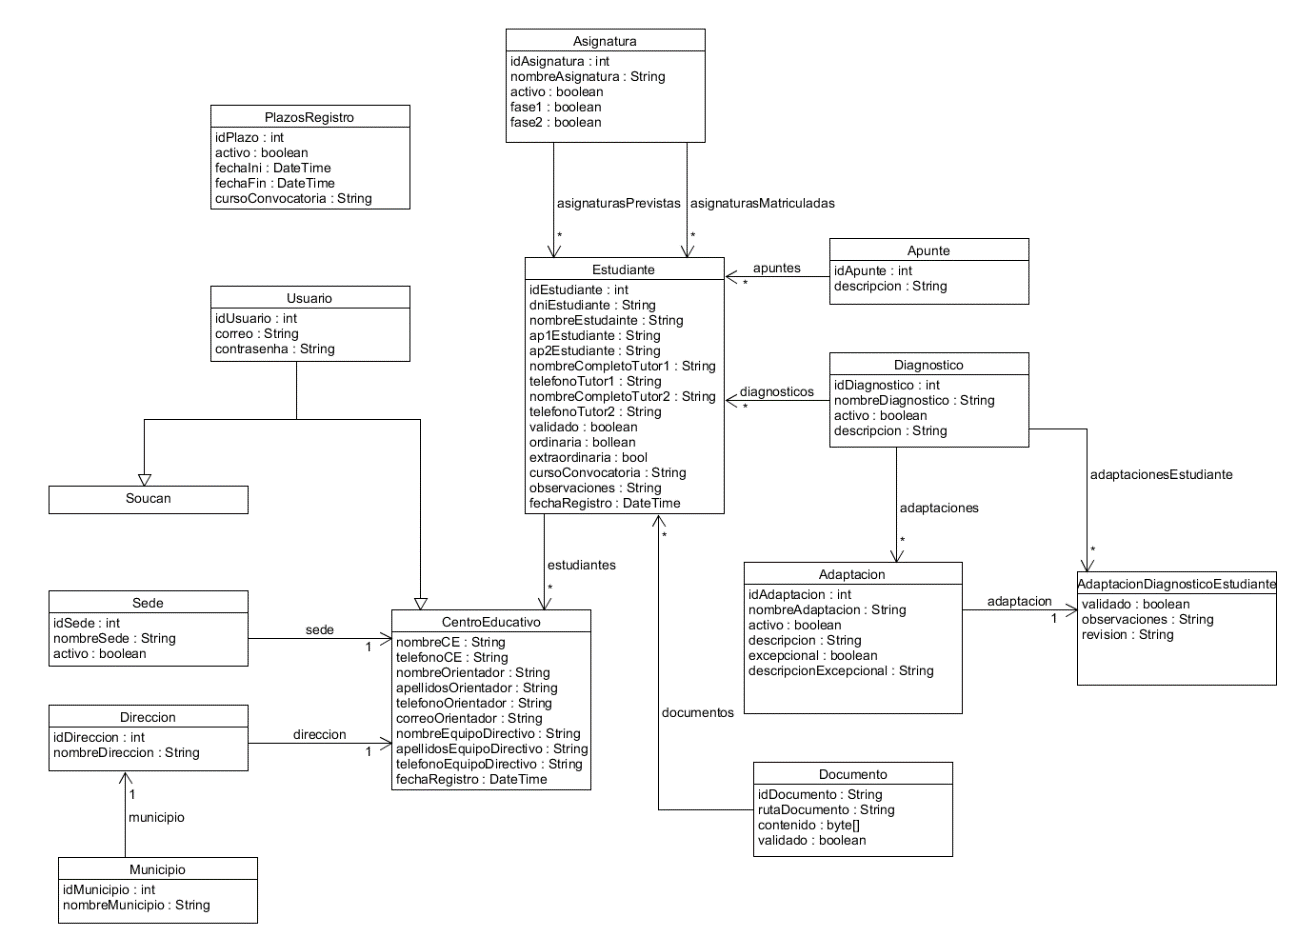 Asignatura
idAsignatura : int
nombreAsignatura : String
activo : boolean
fase1 : boolean
fase2 : boolean
PlazosRegistro
idPlazo : int
activo : boolean
fechaIni : DateTime
fechaFin : DateTime
cursoConvocatoria : String
asignaturasPrevistas
asignaturasMatriculadas
*
*
Apunte
idApunte : int
descripcion : String
apuntes
*
Estudiante
idEstudiante : int
dniEstudiante : String
nombreEstudainte : String
ap1Estudiante : String
ap2Estudiante : String
nombreCompletoTutor1 : String
telefonoTutor1 : String
nombreCompletoTutor2 : String
telefonoTutor2 : String
validado : boolean
ordinaria : bollean
extraordinaria : bool
cursoConvocatoria : String
observaciones : String
fechaRegistro : DateTime
Usuario
idUsuario : int
correo : String
contrasenha : String
Diagnostico
idDiagnostico : int
nombreDiagnostico : String
activo : boolean
descripcion : String
diagnosticos
*
adaptacionesEstudiante
*
adaptaciones
*
Soucan
estudiantes
*
*
Adaptacion
idAdaptacion : int
nombreAdaptacion : String
activo : boolean
descripcion : String
excepcional : boolean
descripcionExcepcional : String
adaptacion
1
AdaptacionDiagnosticoEstudiante
validado : boolean
observaciones : String
revision : String
Sede
idSede : int
nombreSede : String
activo : boolean
sede
1
CentroEducativo
nombreCE : String
telefonoCE : String
nombreOrientador : String
apellidosOrientador : String
telefonoOrientador : String
correoOrientador : String
nombreEquipoDirectivo : String
apellidosEquipoDirectivo : String
telefonoEquipoDirectivo : String
fechaRegistro : DateTime
Direccion
idDireccion : int
nombreDireccion : String
direccion
1
documentos
1
municipio
Documento
idDocumento : String
rutaDocumento : String
contenido : byte[]
validado : boolean
Municipio
idMunicipio : int
nombreMunicipio : String